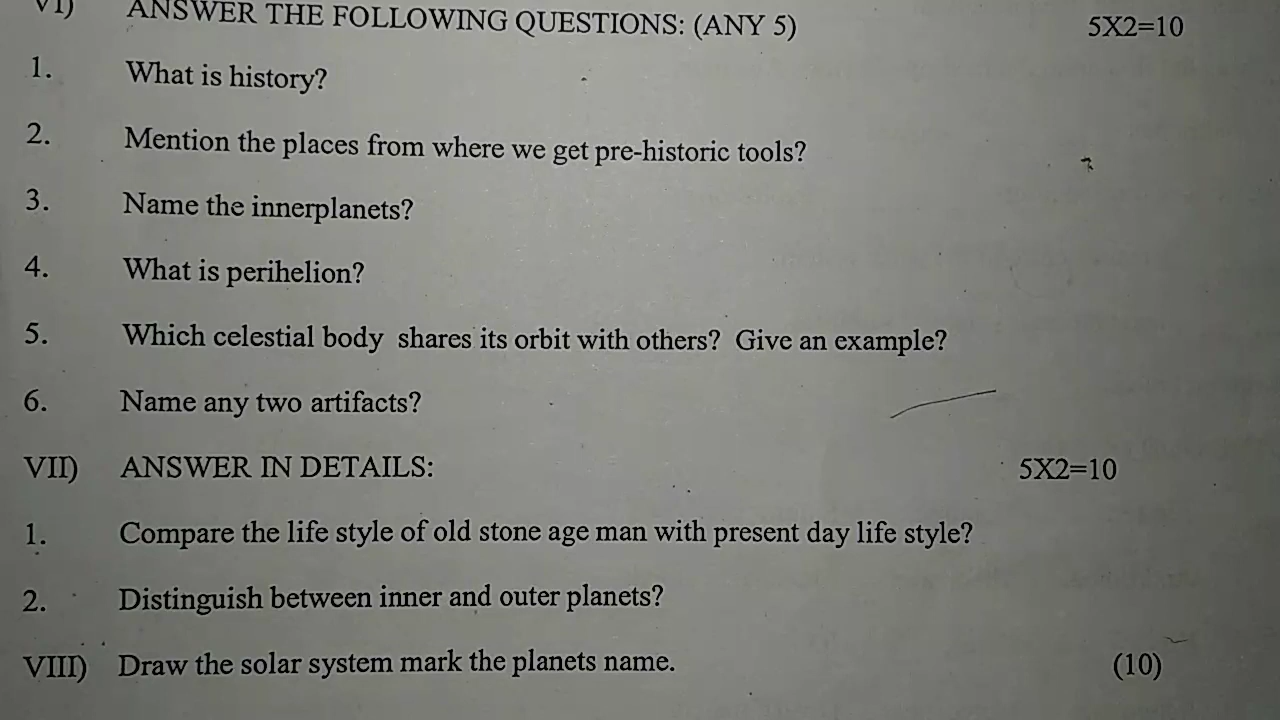 VI) ANSWER THE FOLLOWING QUESTIONS: (ANY 5) 5X2=10
1. What is history?
2. Mention the places from where we get pre-historic tools?
3. Name the innerplanets?
4. What is perihelion?
5. Which celestial body shares its orbit with others? Give an example?
6. Name any two artifacts?
VII) ANSWER IN DETAILS: 5X2=10
1. Compare the life style of old stone age man with present day life style?
2. Distinguish between inner and outer planets?
VIII) Draw the solar system mark the planets name. (10)